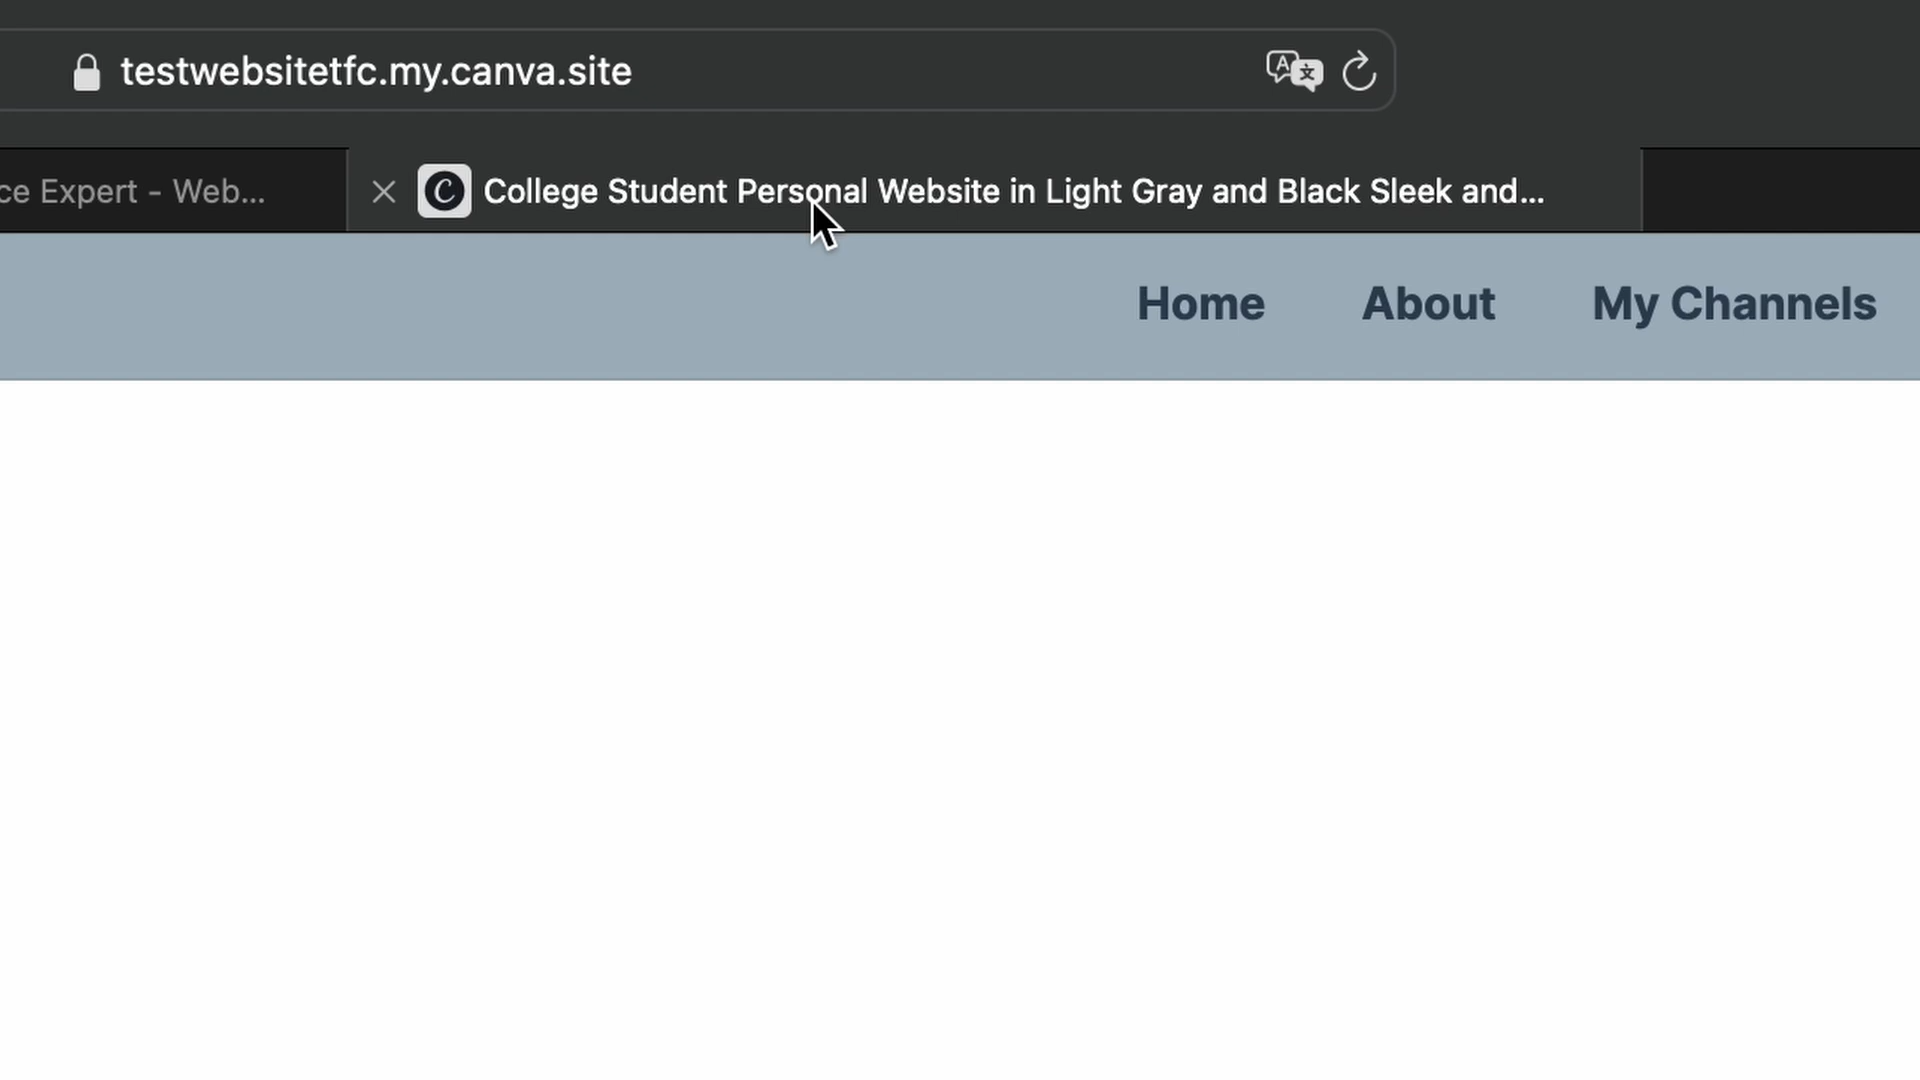 testwebsitetfc.my.canva.site
ce Expert - Web...
College Student Personal Website in Light Gray and Black Sleek and...
Home About My Channels